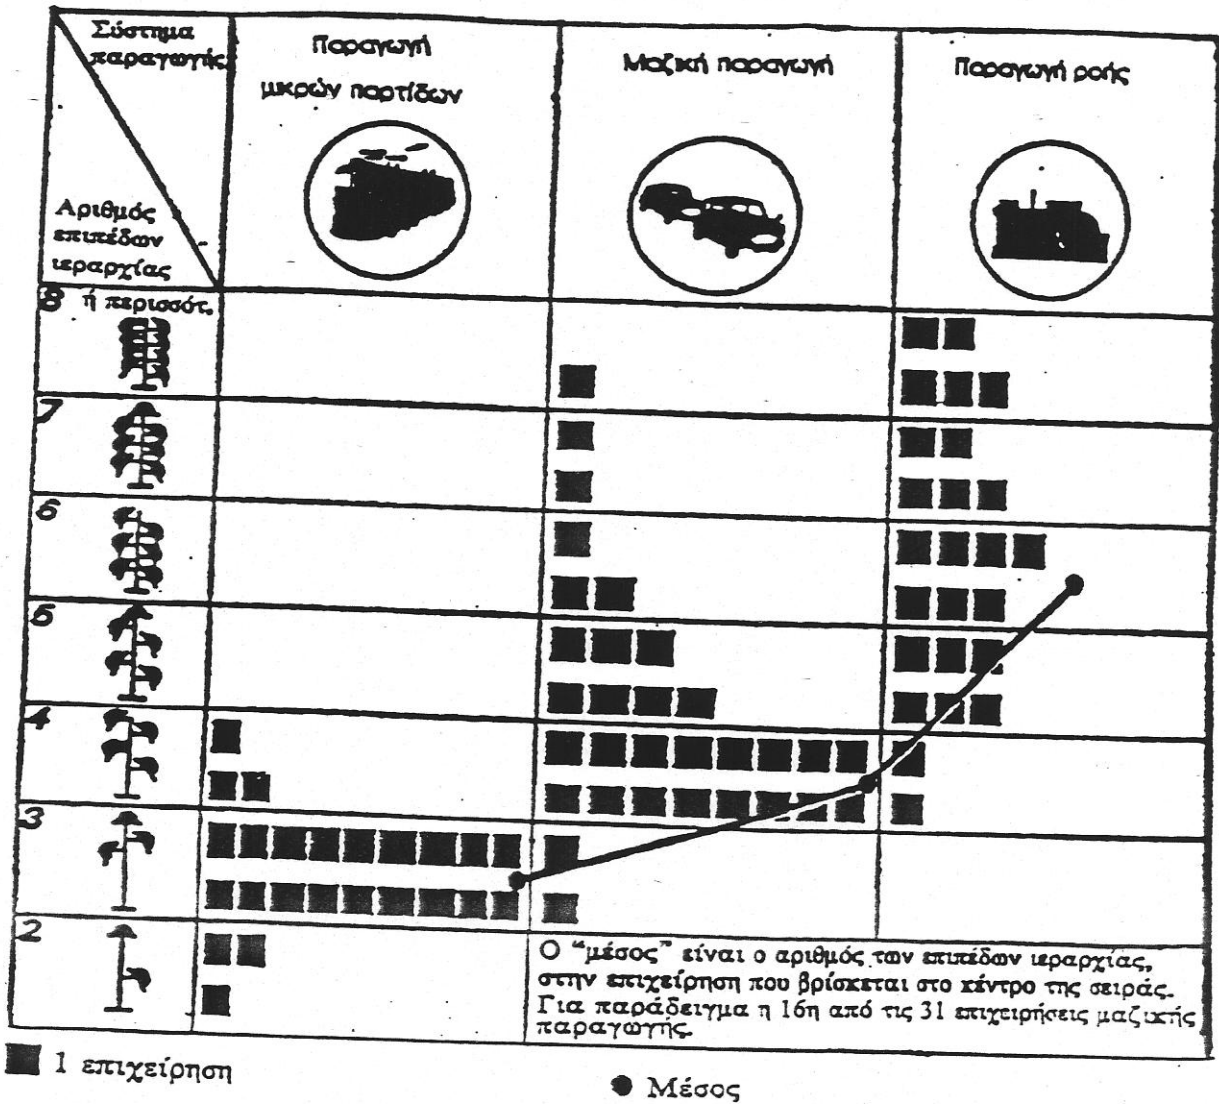 Σύστημα
παραγωγής
Παραγωγή
μικρών παρτίδων
Μαζική παραγωγή
Παραγωγή ροής
Αριθμός
επιπέδων
ιεραρχίας
8 ή περισσότ.
7
6
5
4
3
2
Ο "μέσος" είναι ο αριθμός των επιπέδων ιεραρχίας,
στην επιχείρηση που βρίσκεται στο κέντρο της σειράς.
Για παράδειγμα η 16η από τις 31 επιχειρήσεις μαζικής
παραγωγής.
1 επιχείρηση
Μέσος